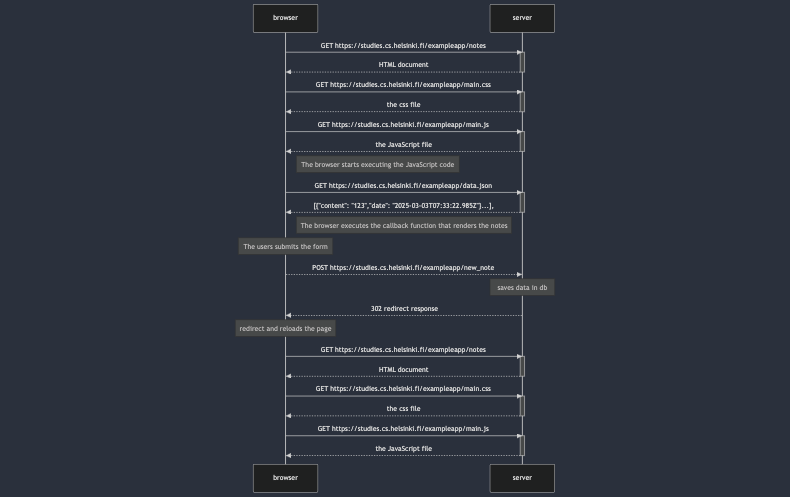 browser server
GET https://studies.cs.helsinki.fi/exampleapp/notes
HTML document
GET https://studies.cs.helsinki.fi/exampleapp/main.css
the css file
GET https://studies.cs.helsinki.fi/exampleapp/main.js
the JavaScript file
The browser starts executing the JavaScript code
GET https://studies.cs.helsinki.fi/exampleapp/data.json
[{"content": "123","date": "2025-03-03T07:33:22.985Z"}...],
The browser executes the callback function that renders the notes
The users submits the form
POST https://studies.cs.helsinki.fi/exampleapp/new_note
saves data in db
302 redirect response
redirect and reloads the page
GET https://studies.cs.helsinki.fi/exampleapp/notes
HTML document
GET https://studies.cs.helsinki.fi/exampleapp/main.css
the css file
GET https://studies.cs.helsinki.fi/exampleapp/main.js
the JavaScript file
browser server